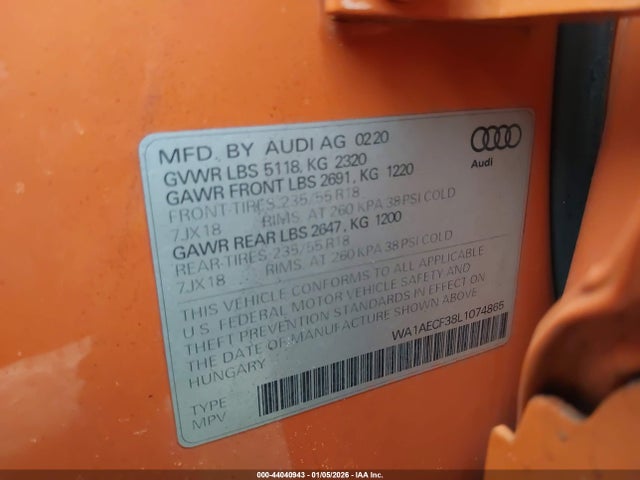 MFD. BY AUDI AG 02 20
GVWR LBS 5118, KG 2320
GAWR FRONT LBS 2691, KG 1220
FRONT-TIRES, 235/55 R18
7JX18 RIMS, AT 260 KPA 38 PSI COLD
GAWR REAR LBS 2647, KG 1200
REAR-TIRES, 235/55 R18
7JX18 RIMS, AT 260 KPA 38 PSI COLD
THIS VEHICLE CONFORMS TO ALL APPLICABLE
U.S. FEDERAL MOTOR VEHICLE SAFETY AND
THEFT PREVENTION STANDARDS IN EFFECT ON
THE DATE OF MANUFACTURE SHOWN ABOVE
HUNGARY
WA1AECF38L1074865
TYPE
MPV
Audi
000-44040943 - 01/05/2026 - IAA Inc.